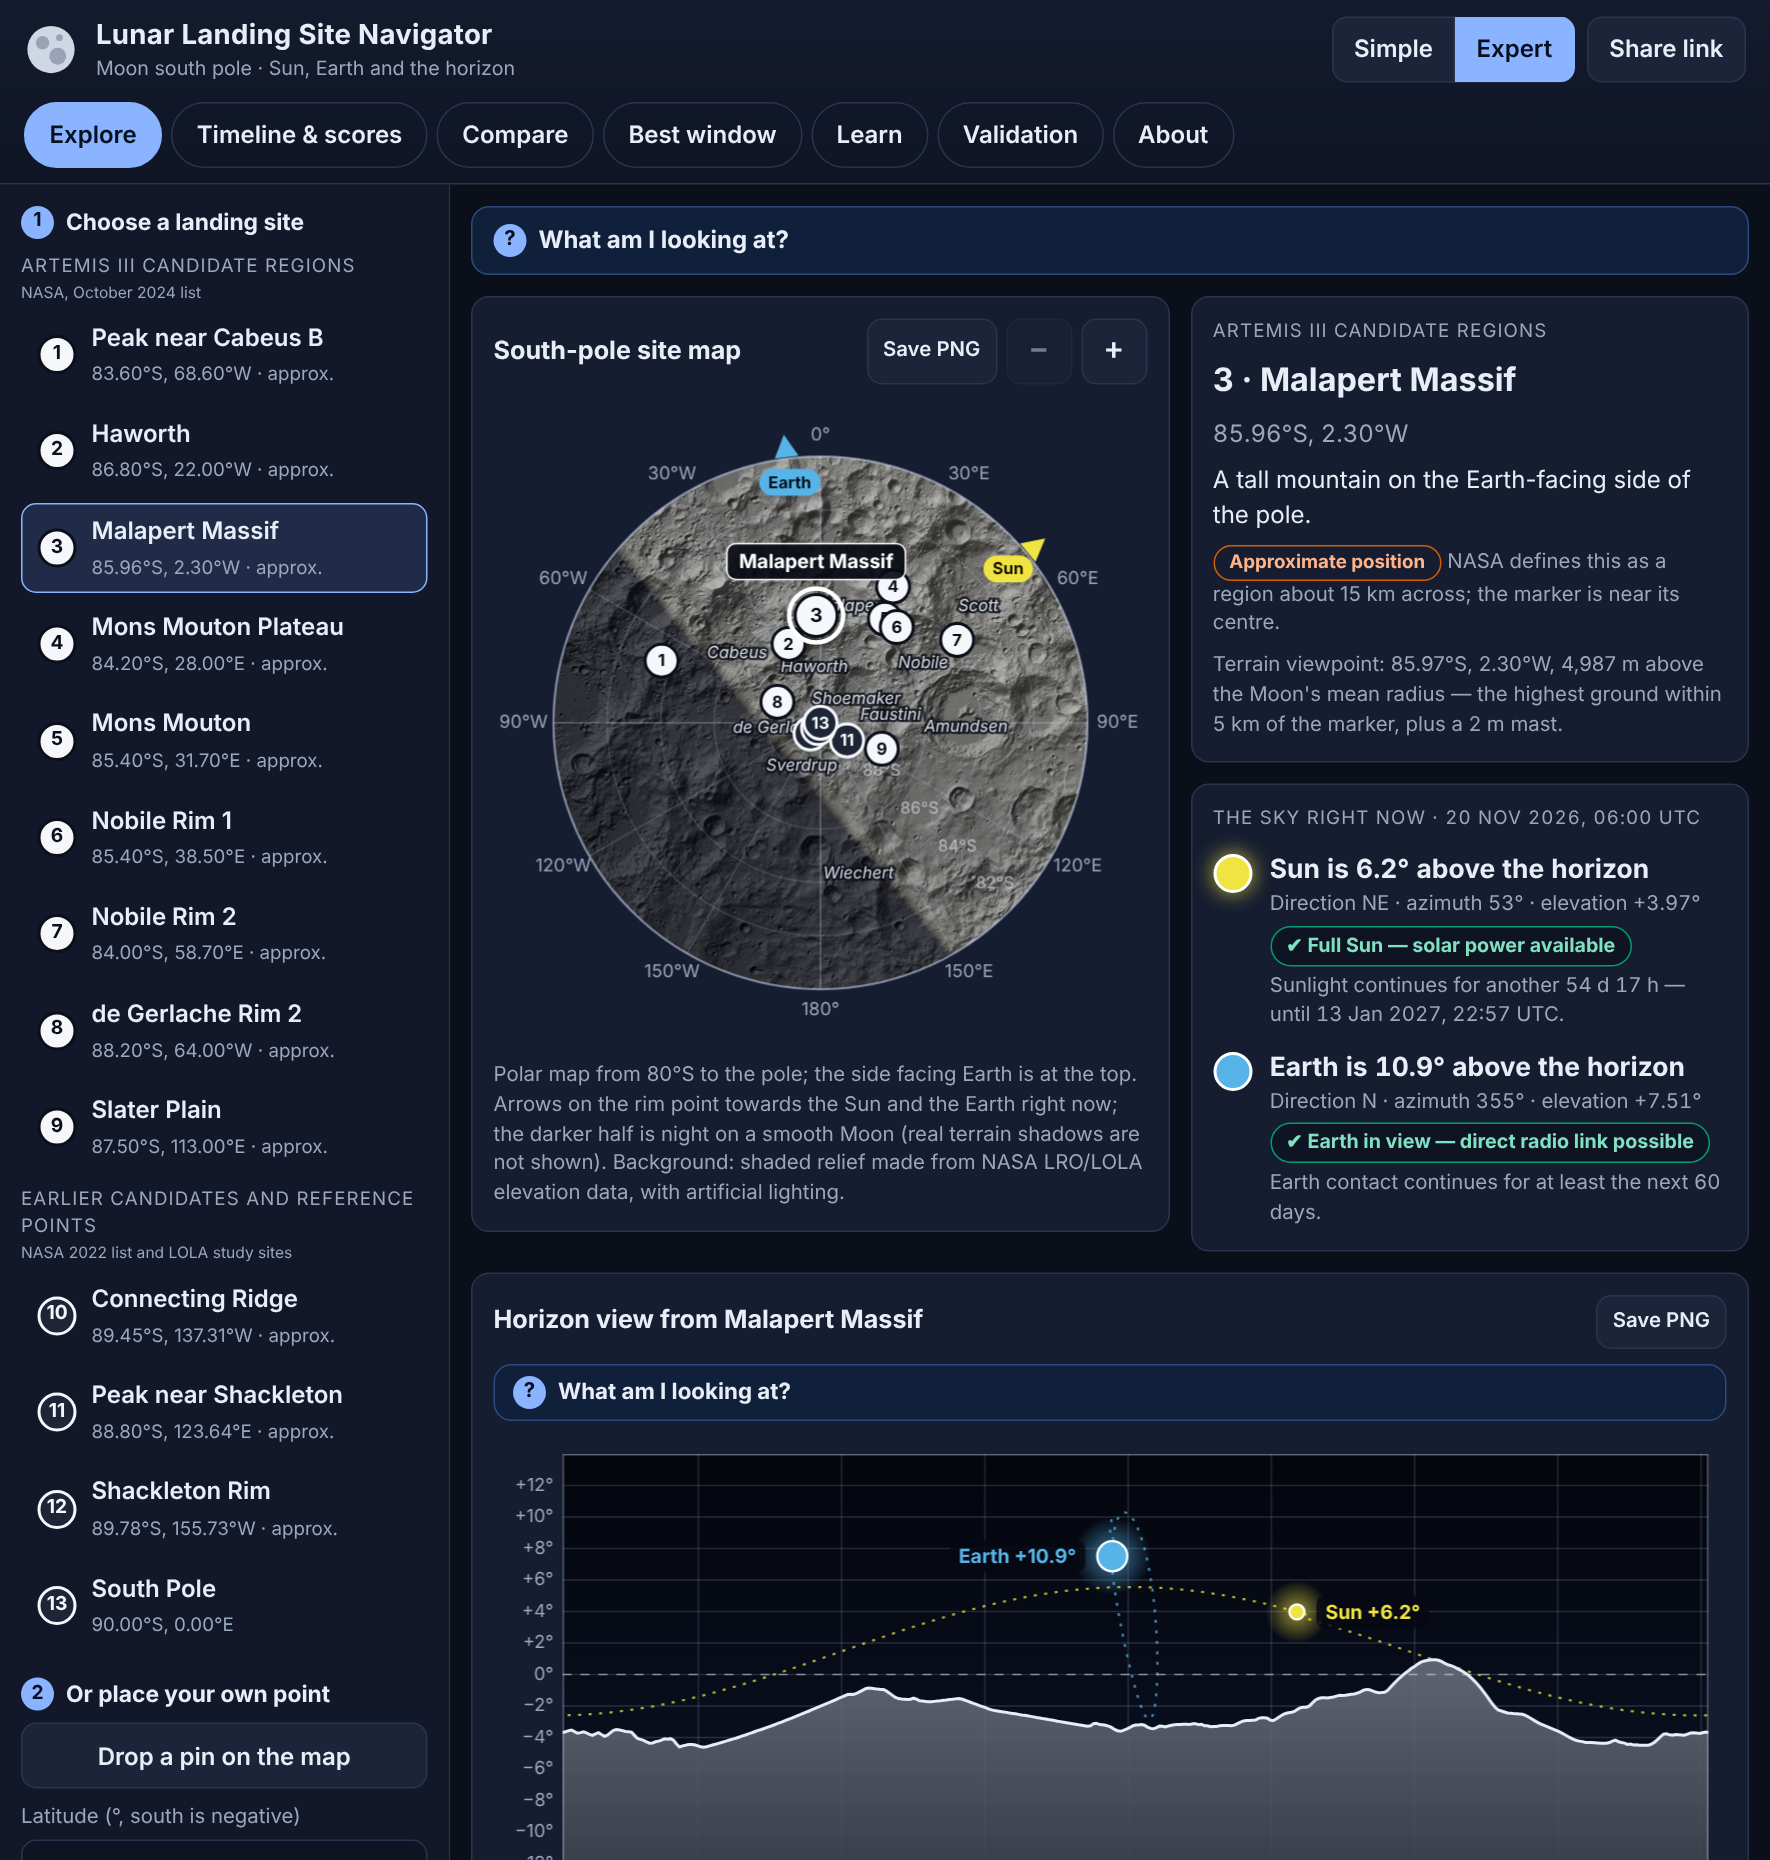 Lunar Landing Site Navigator
Moon south pole · Sun, Earth and the horizon
Simple
Expert
Share link
Explore
Timeline & scores
Compare
Best window
Learn
Validation
About
1 Choose a landing site
ARTEMIS III CANDIDATE REGIONS
NASA, October 2024 list
1 Peak near Cabeus B
83.60°S, 68.60°W · approx.
2 Haworth
86.80°S, 22.00°W · approx.
3 Malapert Massif
85.96°S, 2.30°W · approx.
4 Mons Mouton Plateau
84.20°S, 28.00°E · approx.
5 Mons Mouton
85.40°S, 31.70°E · approx.
6 Nobile Rim 1
85.40°S, 38.50°E · approx.
7 Nobile Rim 2
84.00°S, 58.70°E · approx.
8 de Gerlache Rim 2
88.20°S, 64.00°W · approx.
9 Slater Plain
87.50°S, 113.00°E · approx.
EARLIER CANDIDATES AND REFERENCE
POINTS
NASA 2022 list and LOLA study sites
10 Connecting Ridge
89.45°S, 137.31°W · approx.
11 Peak near Shackleton
88.80°S, 123.64°E · approx.
12 Shackleton Rim
89.78°S, 155.73°W · approx.
13 South Pole
90.00°S, 0.00°E
2 Or place your own point
Drop a pin on the map
Latitude (°, south is negative)
? What am I looking at?
South-pole site map
Save PNG
−
+
0°
30°W
30°E
Earth
Sun
60°W
60°E
Malapert Massif
4
3
6
7
Scott
2
1
Cabeus
Haworth
Nobile
8
Shoemaker
Faustini
13
de Gerl
Amundsen
11
9
90°W
90°E
Sverdrup
88°S
86°S
84°S
82°S
Wiechert
120°W
120°E
150°W
150°E
180°
Polar map from 80°S to the pole; the side facing Earth is at the top.
Arrows on the rim point towards the Sun and the Earth right now;
the darker half is night on a smooth Moon (real terrain shadows are
not shown). Background: shaded relief made from NASA LRO/LOLA
elevation data, with artificial lighting.
ARTEMIS III CANDIDATE REGIONS
3 · Malapert Massif
85.96°S, 2.30°W
A tall mountain on the Earth-facing side of
the pole.
Approximate position NASA defines this as a
region about 15 km across; the marker is near its
centre.
Terrain viewpoint: 85.97°S, 2.30°W, 4,987 m above
the Moon's mean radius — the highest ground within
5 km of the marker, plus a 2 m mast.
THE SKY RIGHT NOW · 20 NOV 2026, 06:00 UTC
Sun is 6.2° above the horizon
Direction NE · azimuth 53° · elevation +3.97°
✔ Full Sun — solar power available
Sunlight continues for another 54 d 17 h —
until 13 Jan 2027, 22:57 UTC.
Earth is 10.9° above the horizon
Direction N · azimuth 355° · elevation +7.51°
✔ Earth in view — direct radio link possible
Earth contact continues for at least the next 60
days.
Horizon view from Malapert Massif
Save PNG
? What am I looking at?
+12°
+10°
+8°
+6°
+4°
+2°
0°
−2°
−4°
−6°
−8°
−10°
Earth +10.9°
Sun +6.2°